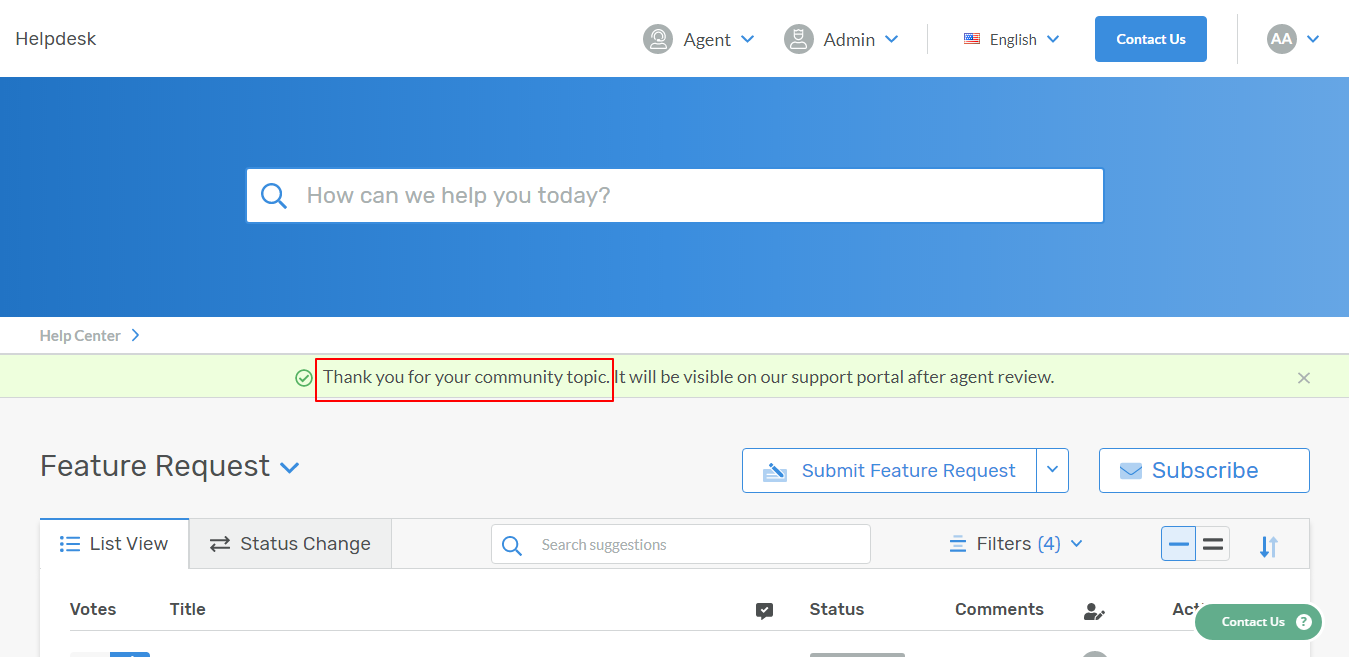 Helpdesk
Agent
Admin
English
Contact Us
AA
How can we help you today?
Help Center
Thank you for your community topic. It will be visible on our support portal after agent review.
Feature Request
Submit Feature Request
Subscribe
List View
Status Change
Search suggestions
Filters (4)
Votes
Title
Status
Comments
Contact Us ?